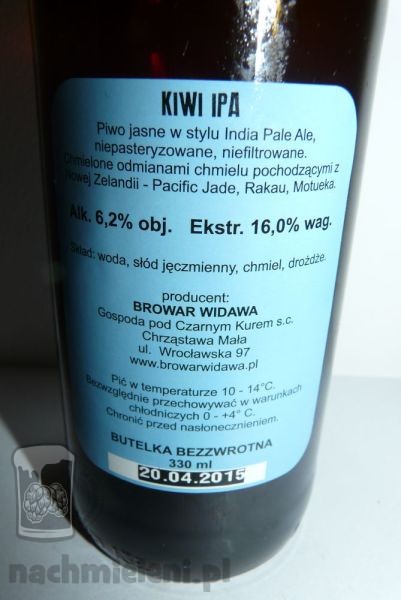 KIWI IPA
Piwo jasne w stylu India Pale Ale,
niepasteryzowane, niefiltrowane.
Chmielone odmianami chmielu pochodzącymi z
Nowej Zelandii - Pacific Jade, Rakau, Motueka.
Alk. 6,2% obj. Ekstr. 16,0% wag.
Skład: woda, słód jęczmienny, chmiel, drożdże.
producent:
BROWAR WIDAWA
Gospoda pod Czarnym Kurem s.c.
Chrząstawa Mała
ul. Wrocławska 97
www.browarwidawa.pl
Pić w temperaturze 10 - 14°C.
Bezwzględnie przechowywać w warunkach
chłodniczych 0 - +4° C.
Chronić przed nasłonecznieniem.
BUTELKA BEZZWROTNA
330 ml
20.04.2015
nachmieleni.pl